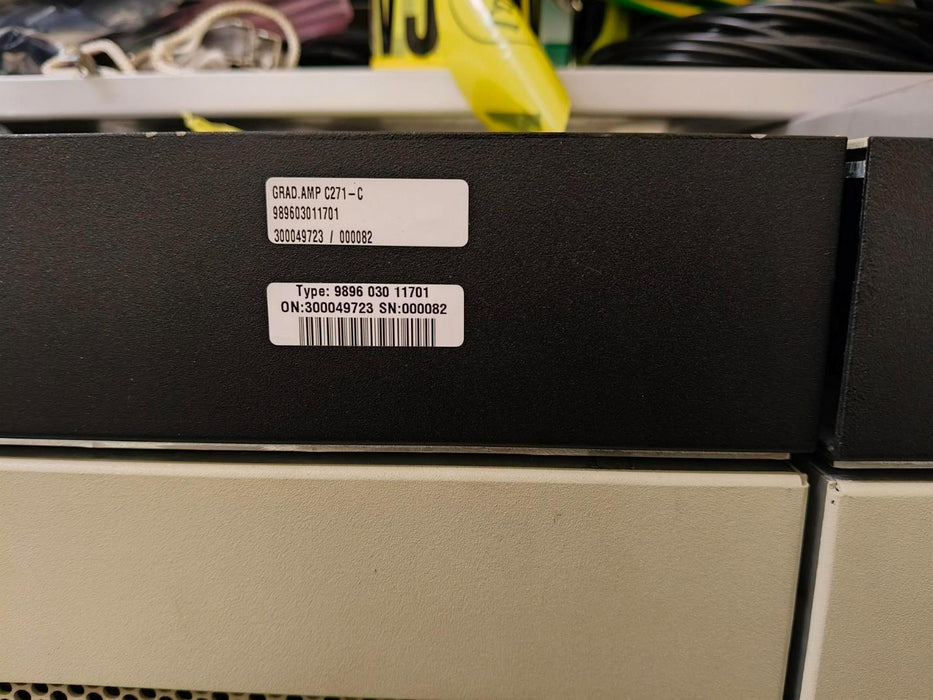 GRAD.AMP C271-C
989603011701
300049723 / 000082
Type: 9896 030 11701
ON:300049723 SN:000082